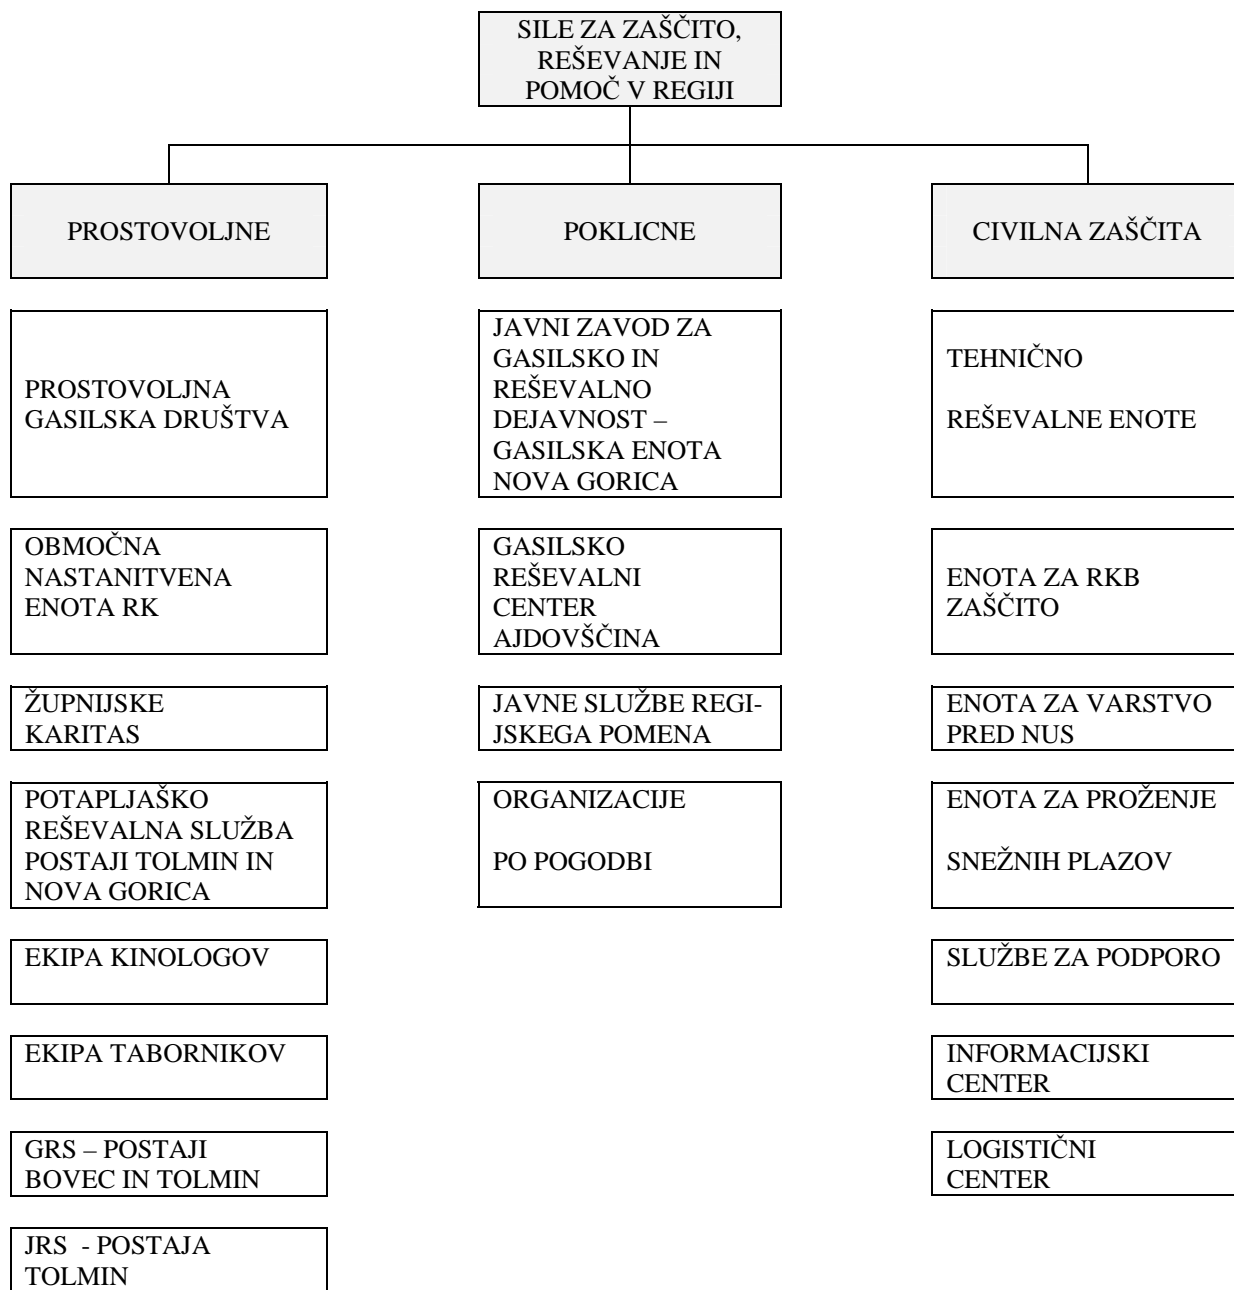 SILE ZA ZAŠČITO,
REŠEVANJE IN
POMOČ V REGIJI
PROSTOVOLJNE
POKLICNE
CIVILNA ZAŠČITA
PROSTOVOLJNA
GASILSKA DRUŠTVA
JAVNI ZAVOD ZA
GASILSKO IN
REŠEVALNO
DEJAVNOST –
GASILSKA ENOTA
NOVA GORICA
TEHNIČNO
REŠEVALNE ENOTE
OBMOČNA
NASTANITVENA
ENOTA RK
GASILSKO
REŠEVALNI
CENTER
AJDOVŠČINA
ENOTA ZA RKB
ZAŠČITO
ŽUPNIJSKE
KARITAS
JAVNE SLUŽBE REGI-
JSKEGA POMENA
ENOTA ZA VARSTVO
PRED NUS
POTAPLJAŠKO
REŠEVALNA SLUŽBA
POSTAJI TOLMIN IN
NOVA GORICA
ORGANIZACIJE
PO POGODBI
ENOTA ZA PROŽENJE
SNEŽNIH PLAZOV
EKIPA KINOLOGOV
SLUŽBE ZA PODPORO
EKIPA TABORNIKOV
INFORMACIJSKI
CENTER
GRS – POSTAJI
BOVEC IN TOLMIN
LOGISTIČNI
CENTER
JRS - POSTAJA
TOLMIN